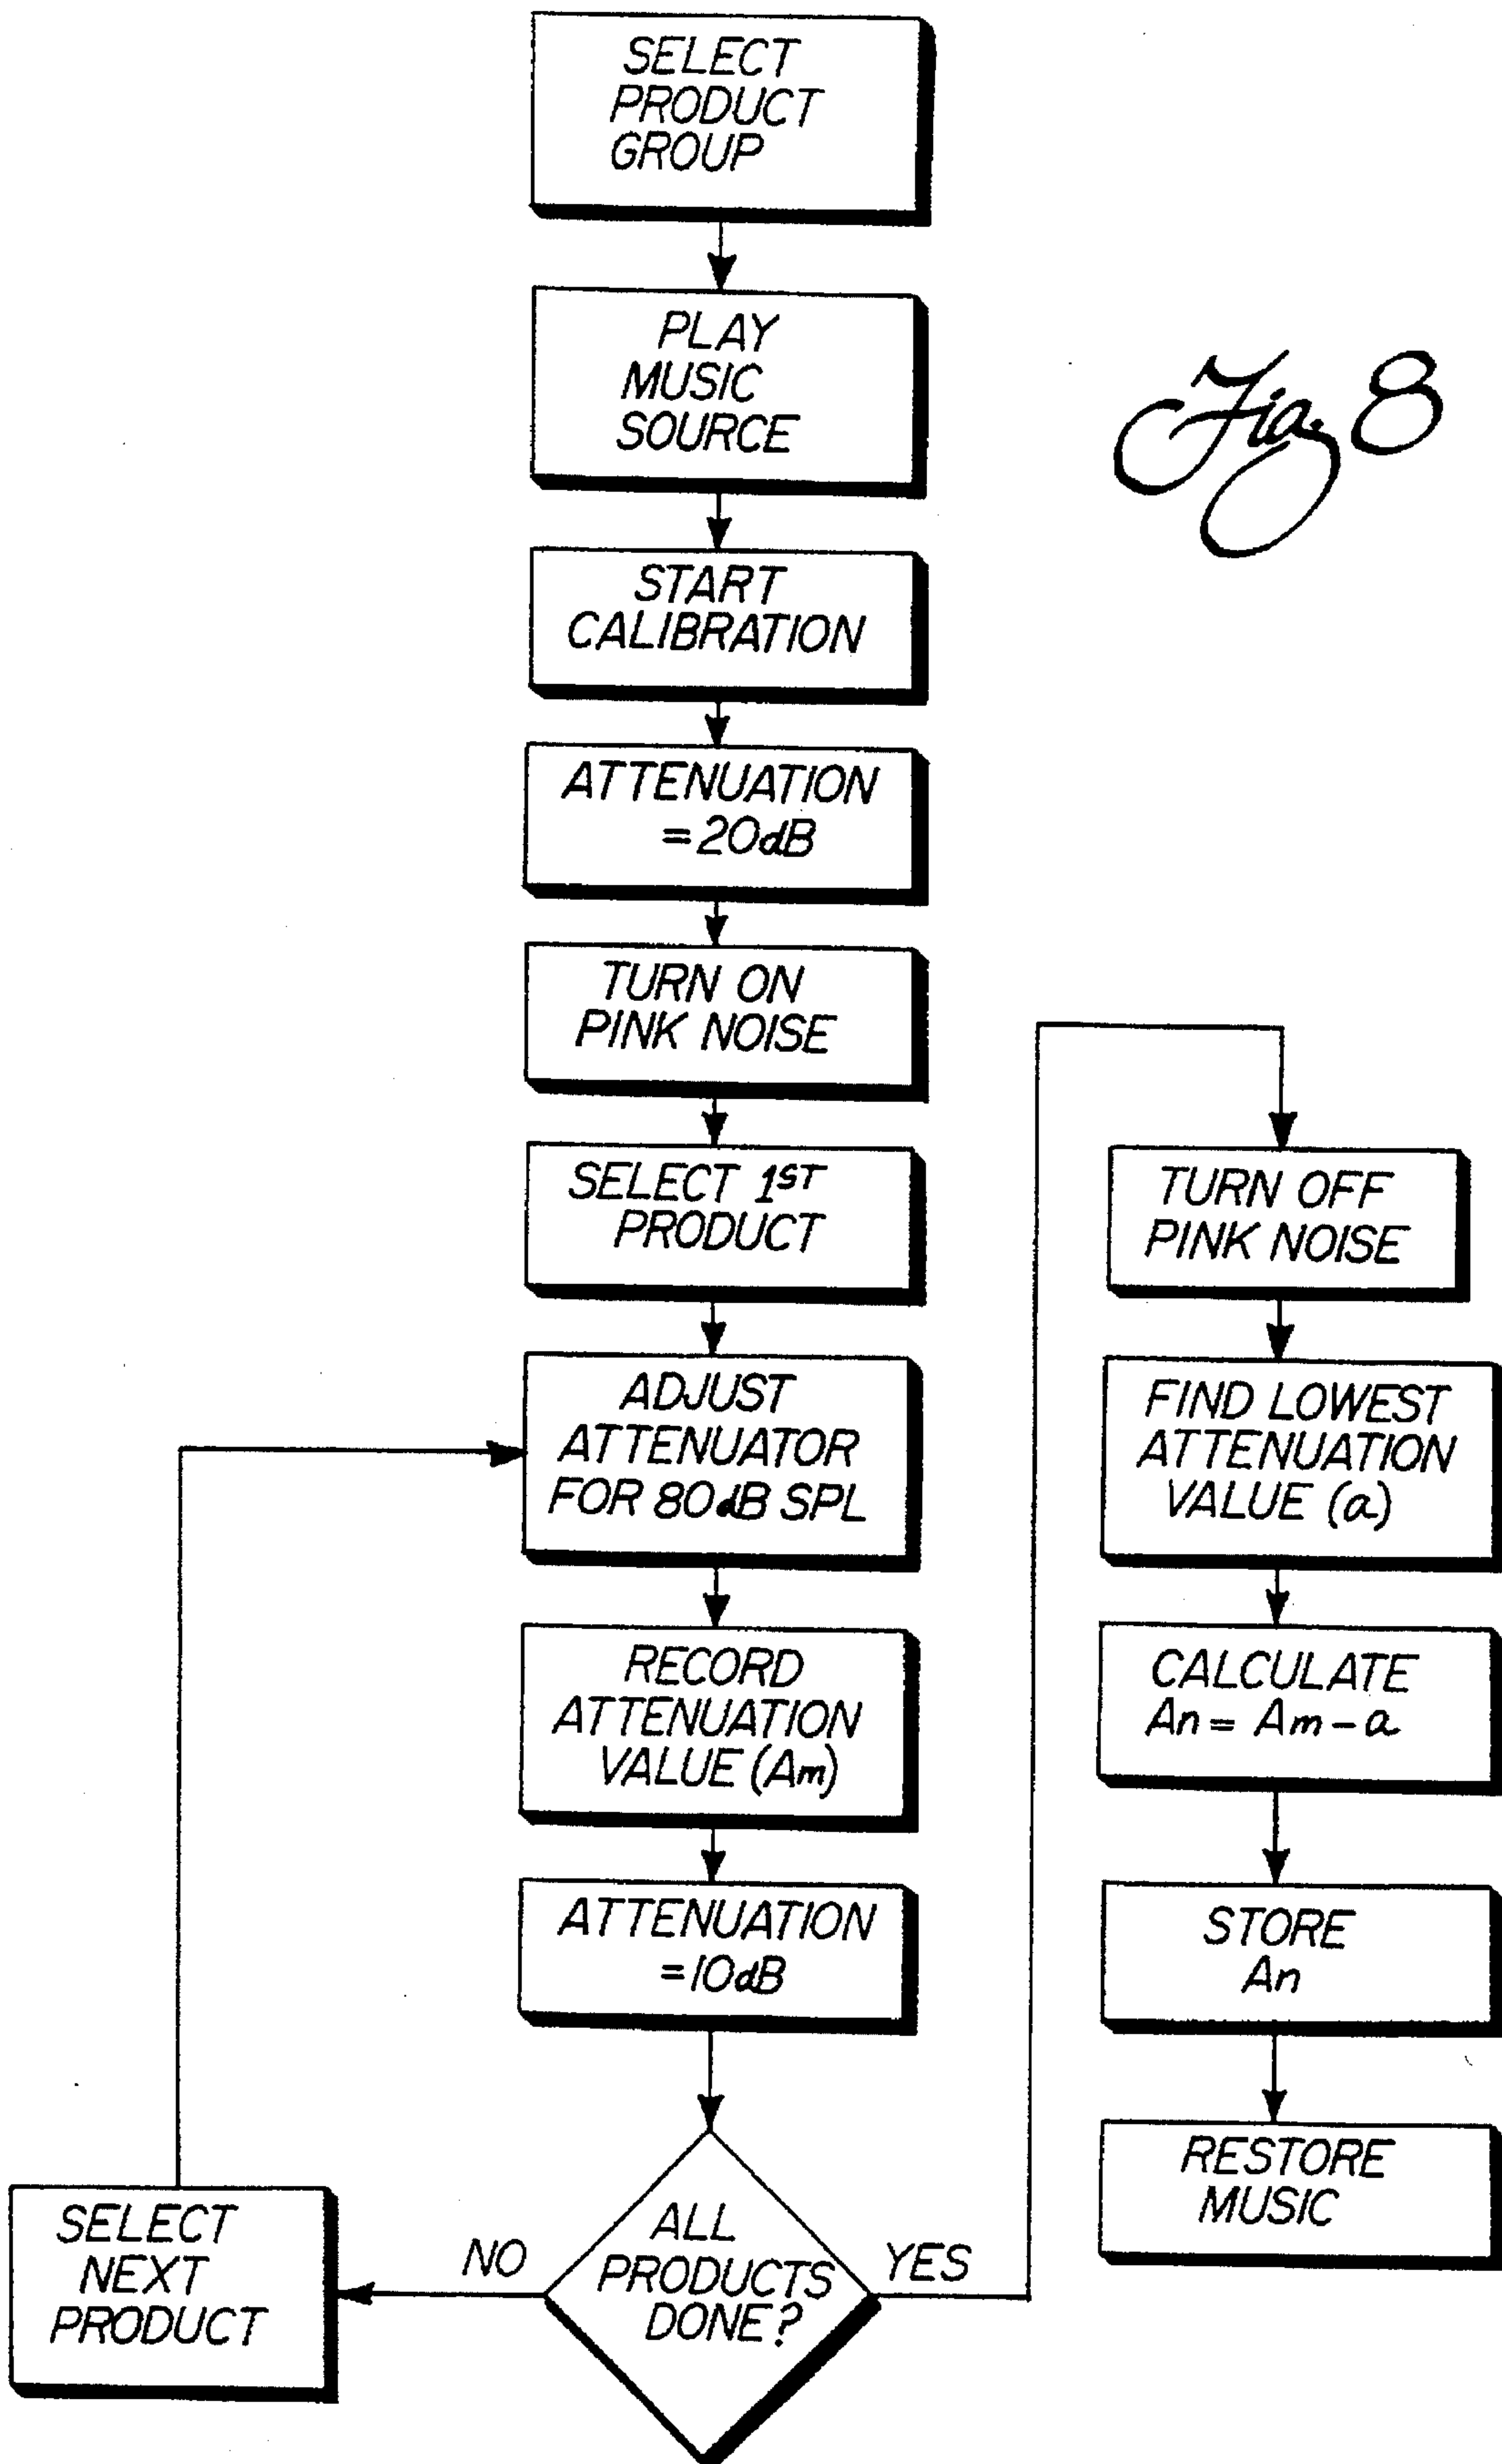 SELECT
PRODUCT
GROUP
PLAY
MUSIC
SOURCE
Fig. 8
START
CALIBRATION
ATTENUATION
=20dB
TURN ON
PINK NOISE
SELECT 1ST
PRODUCT
ADJUST
ATTENUATOR
FOR 80dB SPL
RECORD
ATTENUATION
VALUE (Am)
ATTENUATION
=10dB
ALL
PRODUCTS
DONE?
NO
YES
SELECT
NEXT
PRODUCT
TURN OFF
PINK NOISE
FIND LOWEST
ATTENUATION
VALUE (a)
CALCULATE
An = Am - a
STORE
An
RESTORE
MUSIC